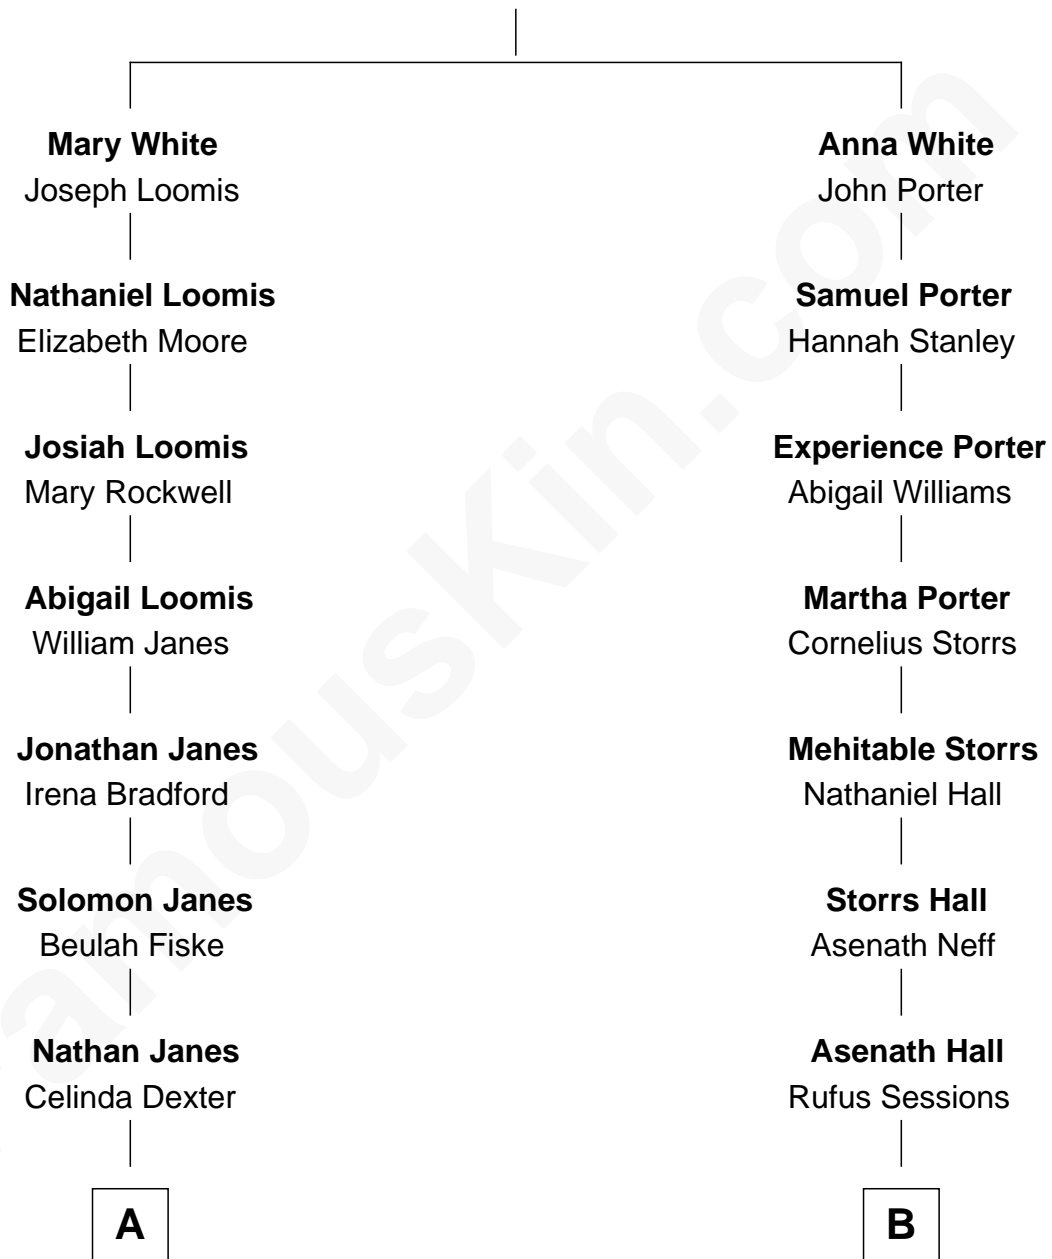 Mary White
Joseph Loomis
Nathaniel Loomis
Elizabeth Moore
Josiah Loomis
Mary Rockwell
Abigail Loomis
William Janes
Jonathan Janes
Irena Bradford
Solomon Janes
Beulah Fiske
Nathan Janes
Celinda Dexter
A
Anna White
John Porter
Samuel Porter
Hannah Stanley
Experience Porter
Abigail Williams
Martha Porter
Cornelius Storrs
Mehitable Storrs
Nathaniel Hall
Storrs Hall
Asenath Neff
Asenath Hall
Rufus Sessions
B
amouskin.com